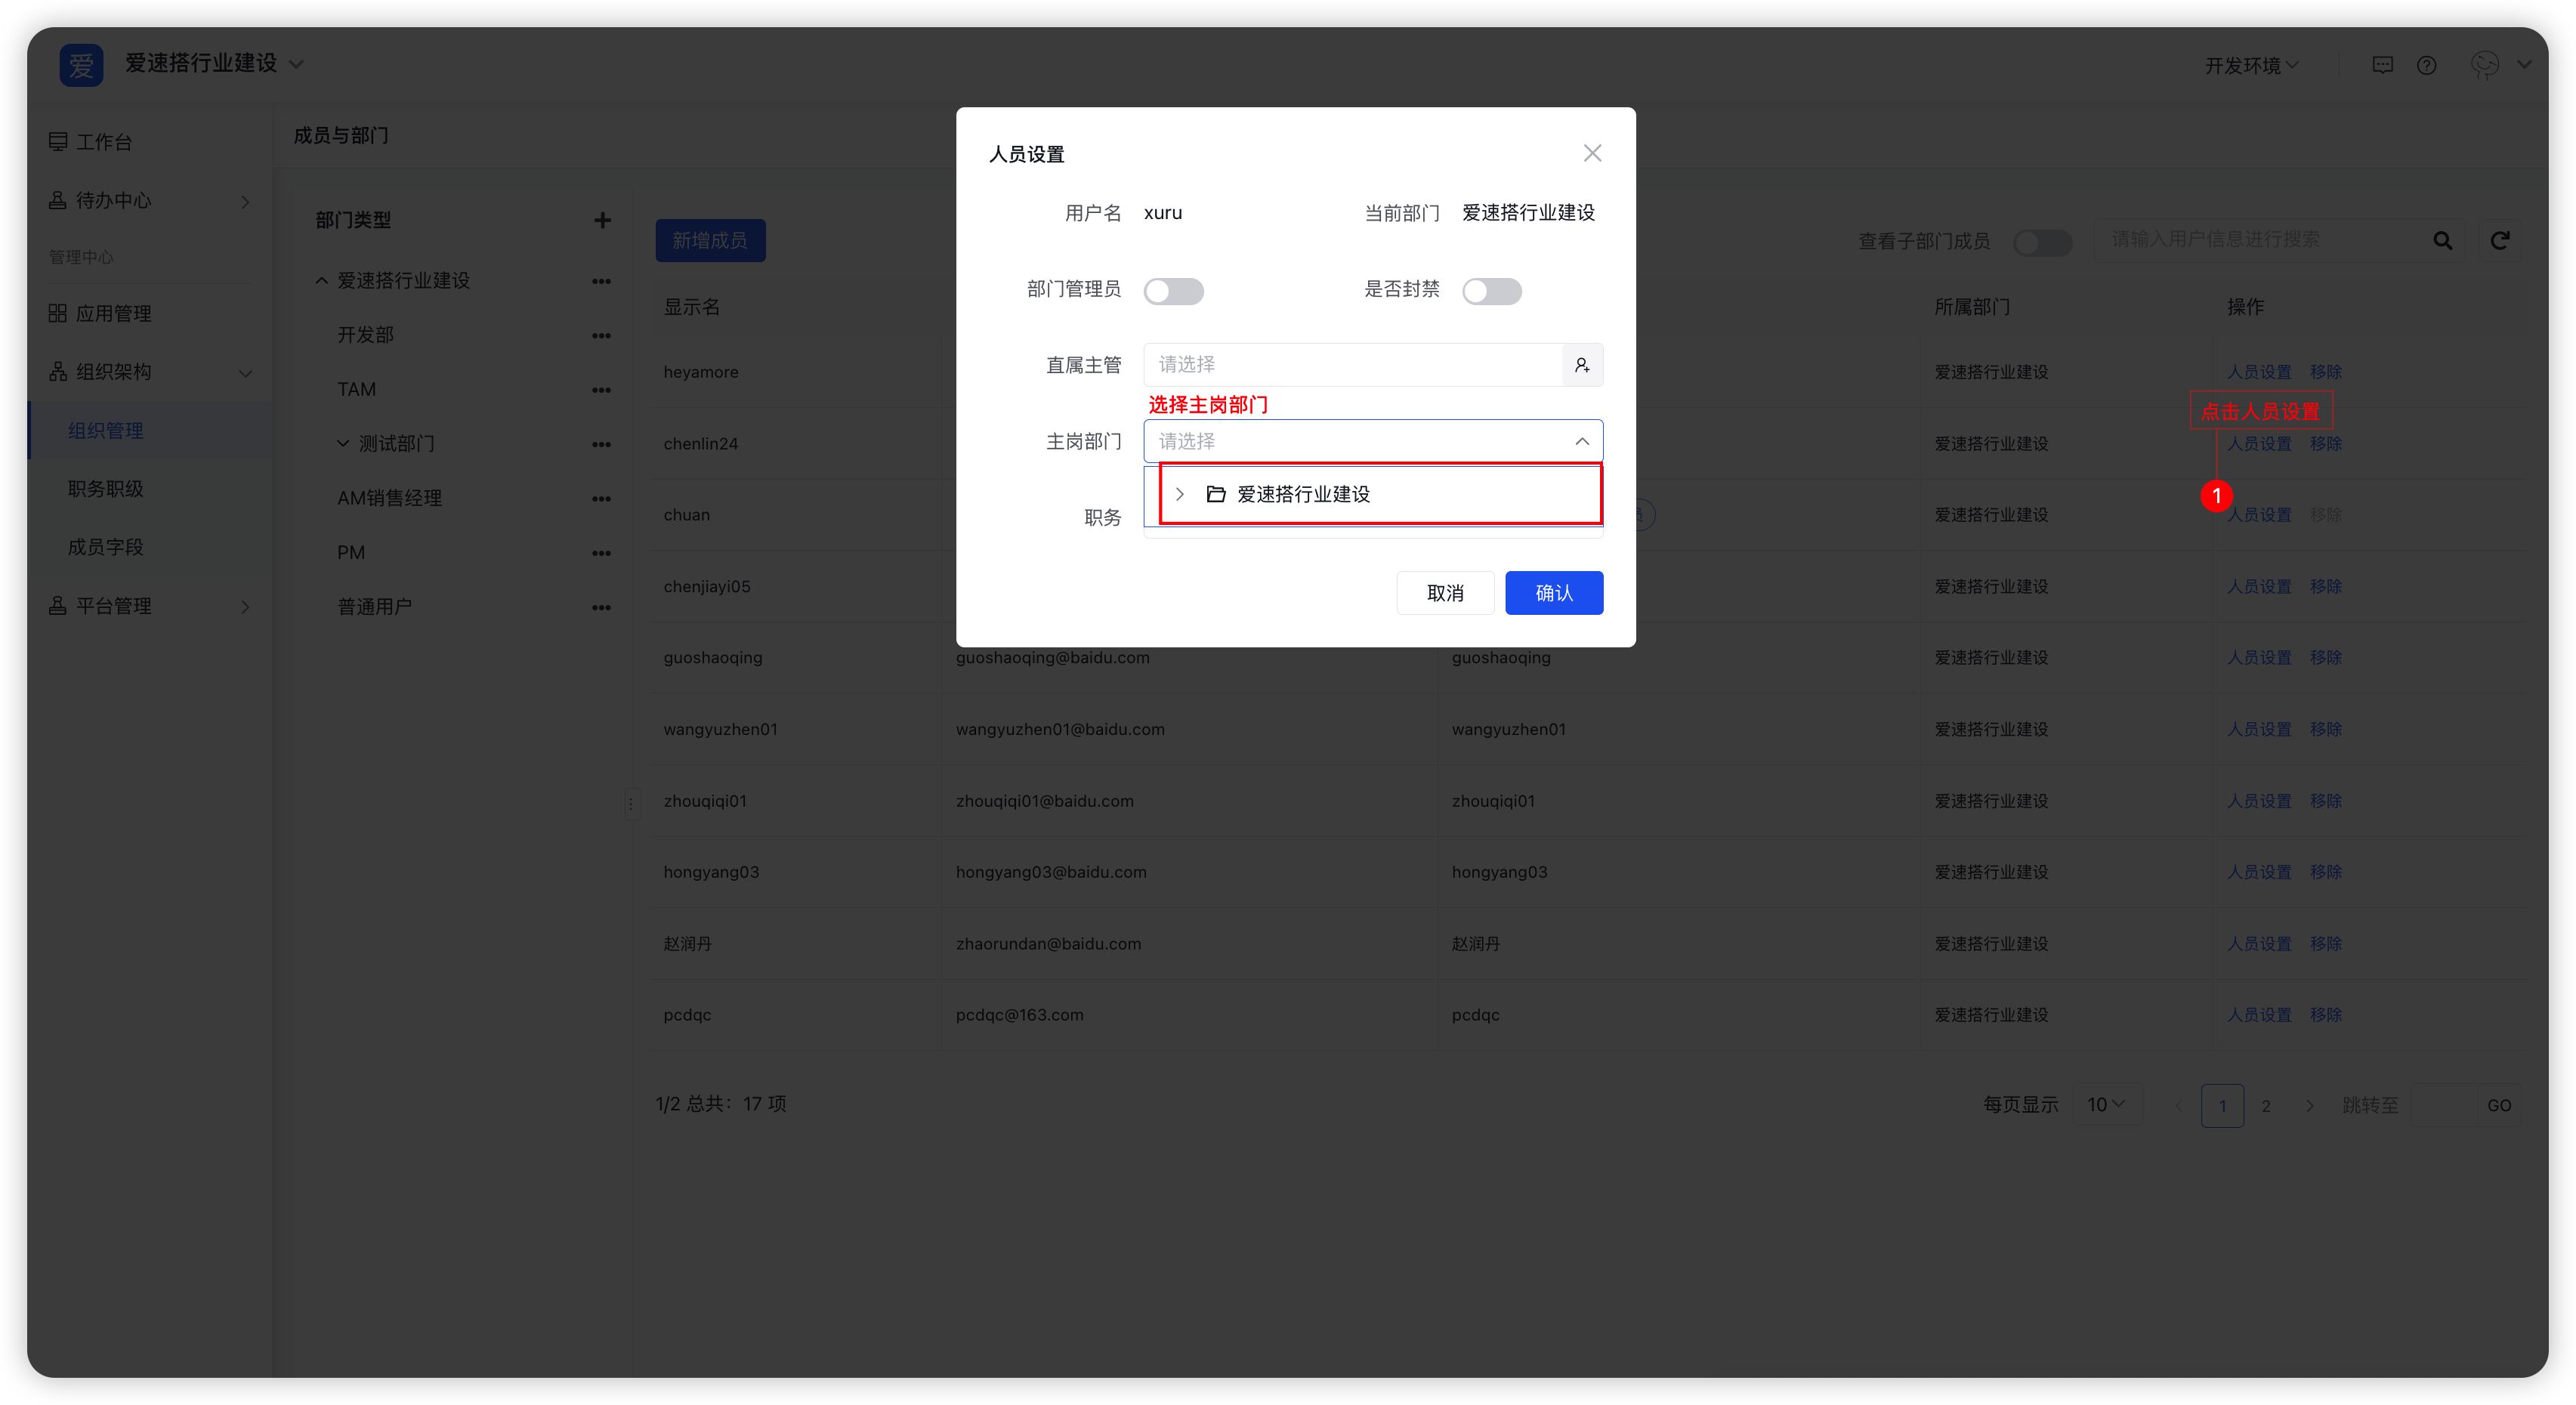 爱 爱速搭行业建设
开发环境
工作台
待办中心
管理中心
应用管理
组织架构
组织管理
职务职级
成员字段
平台管理
成员与部门
部门类型
爱速搭行业建设
开发部
TAM
测试部门
AM销售经理
PM
普通用户
新增成员
查看子部门成员 请输入用户信息进行搜索
显示名 所属部门 操作
heyamore 爱速搭行业建设 人员设置 移除
点击人员设置
chenlin24 爱速搭行业建设 人员设置 移除
1
chuan 爱速搭行业建设 人员设置 移除
chenjiayi05 爱速搭行业建设 人员设置 移除
guoshaoqing guoshaoqing@baidu.com guoshaoqing 爱速搭行业建设 人员设置 移除
wangyuzhen01 wangyuzhen01@baidu.com wangyuzhen01 爱速搭行业建设 人员设置 移除
zhouqiqi01 zhouqiqi01@baidu.com zhouqiqi01 爱速搭行业建设 人员设置 移除
hongyang03 hongyang03@baidu.com hongyang03 爱速搭行业建设 人员设置 移除
赵润丹 zhaorundan@baidu.com 赵润丹 爱速搭行业建设 人员设置 移除
pcdqc pcdqc@163.com pcdqc 爱速搭行业建设 人员设置 移除
1/2 总共：17 项
每页显示 10 1 2 跳转至 GO
人员设置
用户名 xuru 当前部门 爱速搭行业建设
部门管理员 是否封禁
直属主管 请选择
选择主岗部门
主岗部门 请选择
爱速搭行业建设
职务
取消 确认